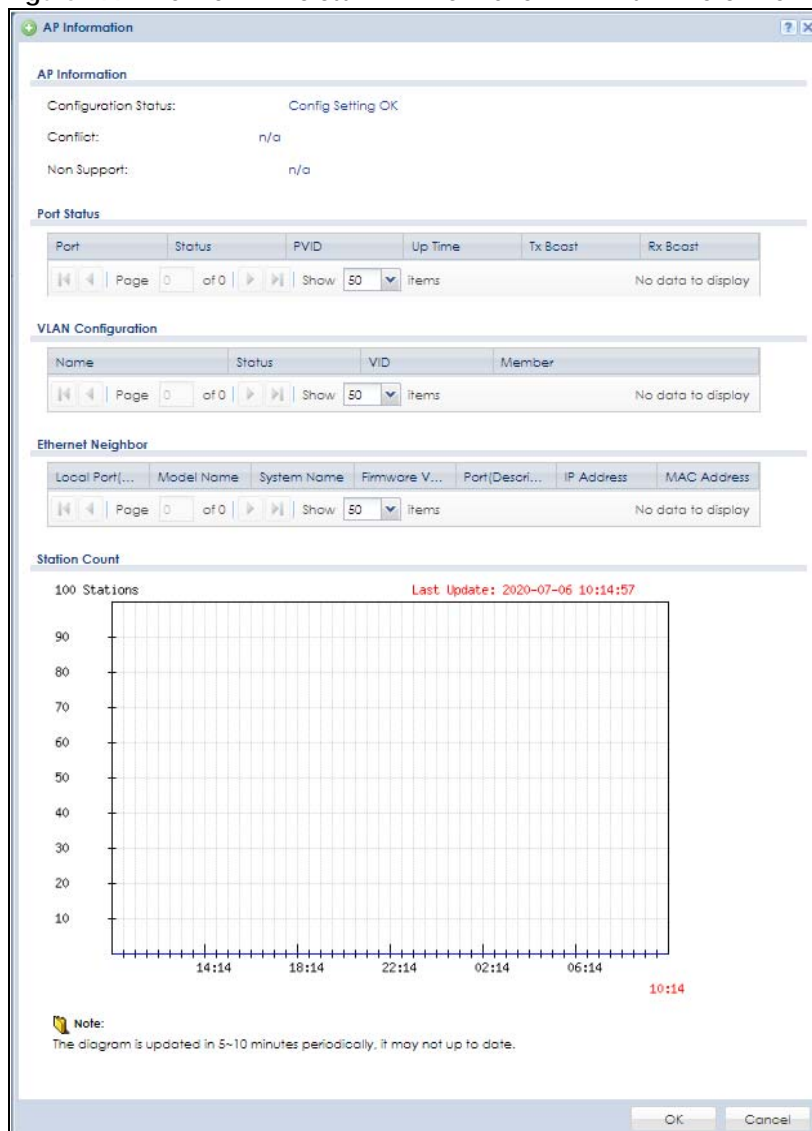 AP Information
AP Information
Configuration Status: Config Setting OK
Conflict: n/a
Non Support: n/a
Port Status
Port Status PVID Up Time Tx Bcast Rx Bcast
Page 0 of 0 Show 50 items No data to display
VLAN Configuration
Name Status VID Member
Page 0 of 0 Show 50 items No data to display
Ethernet Neighbor
Local Port(... Model Name System Name Firmware V... Port(Descri... IP Address MAC Address
Page 0 of 0 Show 50 items No data to display
Station Count
100 Stations Last Update: 2020-07-06 10:14:57
90
80
70
60
50
40
30
20
10
14:14 18:14 22:14 02:14 06:14
10:14
Note:
The diagram is updated in 5~10 minutes periodically, it may not up to date.
OK Cancel